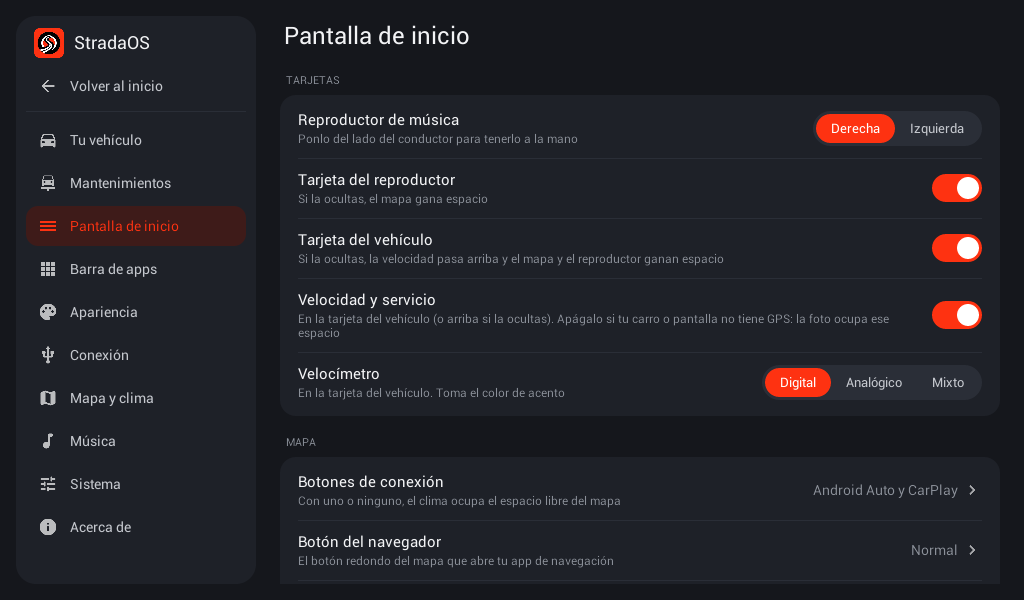 StradaOS
Volver al inicio
Tu vehículo
Mantenimientos
Pantalla de inicio
Barra de apps
Apariencia
Conexión
Mapa y clima
Música
Sistema
Acerca de
Pantalla de inicio
TARJETAS
Reproductor de música
Ponlo del lado del conductor para tenerlo a la mano
Derecha
Izquierda
Tarjeta del reproductor
Si la ocultas, el mapa gana espacio
Tarjeta del vehículo
Si la ocultas, la velocidad pasa arriba y el mapa y el reproductor ganan espacio
Velocidad y servicio
En la tarjeta del vehículo (o arriba si la ocultas). Apágalo si tu carro o pantalla no tiene GPS: la foto ocupa ese
espacio
Velocímetro
En la tarjeta del vehículo. Toma el color de acento
Digital
Analógico
Mixto
MAPA
Botones de conexión
Con uno o ninguno, el clima ocupa el espacio libre del mapa
Android Auto y CarPlay
Botón del navegador
El botón redondo del mapa que abre tu app de navegación
Normal